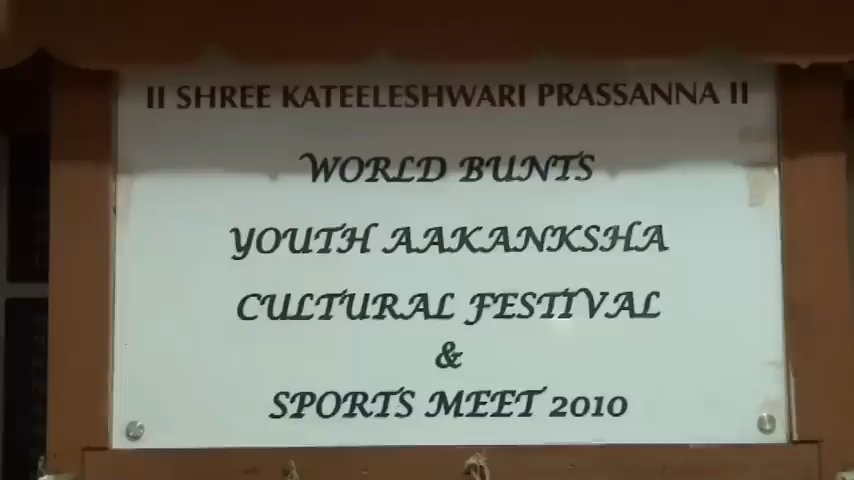 II SHREE KATEELESHWARI PRASSANNA II
WORLD BUNTS
YOUTH AAKANKSHA
CULTURAL FESTIVAL
&
SPORTS MEET 2010